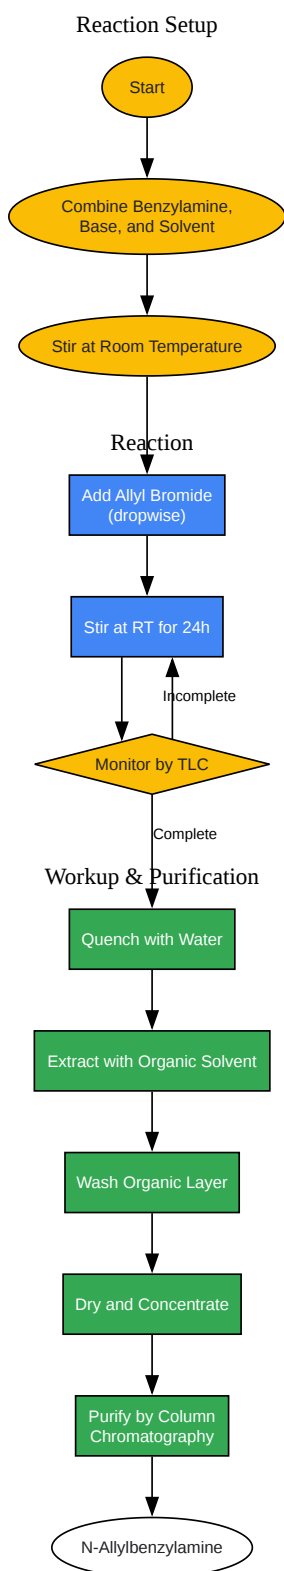 Reaction Setup
Start
Combine Benzylamine,
Base, and Solvent
Stir at Room Temperature
Reaction
Add Allyl Bromide
(dropwise)
Stir at RT for 24h
Incomplete
Monitor by TLC
Complete
Workup & Purification
Quench with Water
Extract with Organic Solvent
Wash Organic Layer
Dry and Concentrate
Purify by Column
Chromatography
N-Allylbenzylamine